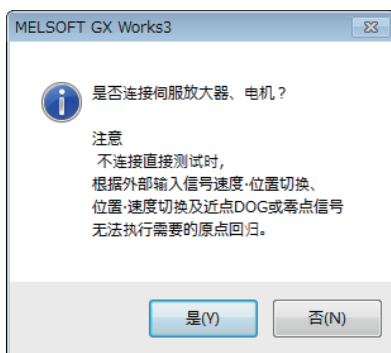 MELSOFT GX Works3
是否连接伺服放大器、电机？
注意
不连接直接测试时，
根据外部输入信号速度·位置切换、
位置·速度切换及近点DOG或零点信号
无法执行需要的原点回归。
是(Y)
否(N)